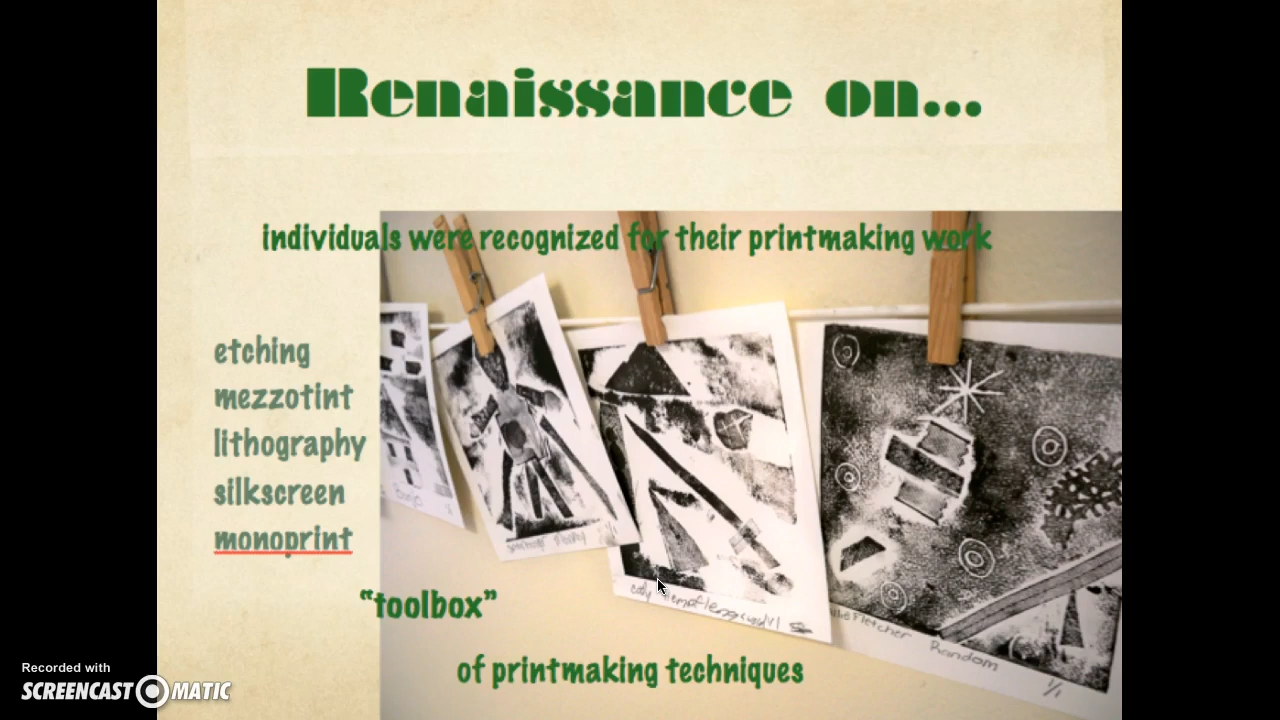 Renaissance on...
individuals were recognized for their printmaking work
etching
mezzotint
lithography
silkscreen
monoprint
“toolbox”
of printmaking techniques
Fletcher
Random
1/1
Recorded with
SCREENCAST MATIC